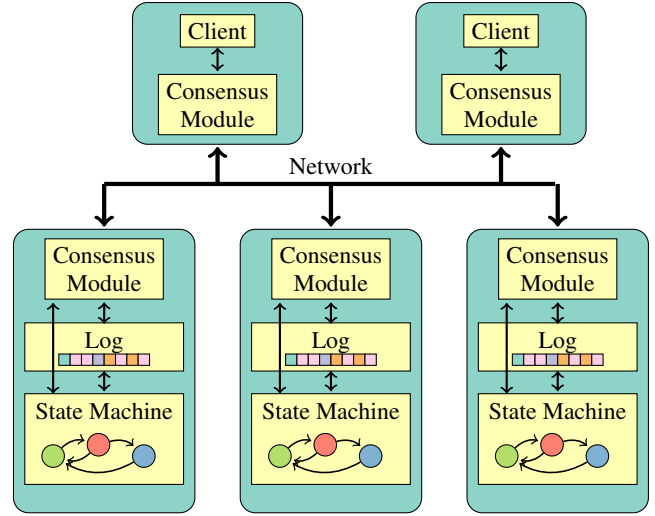 Client
Consensus
Module
Client
Consensus
Module
Network
Consensus
Module
Log
State Machine
Consensus
Module
Log
State Machine
Consensus
Module
Log
State Machine